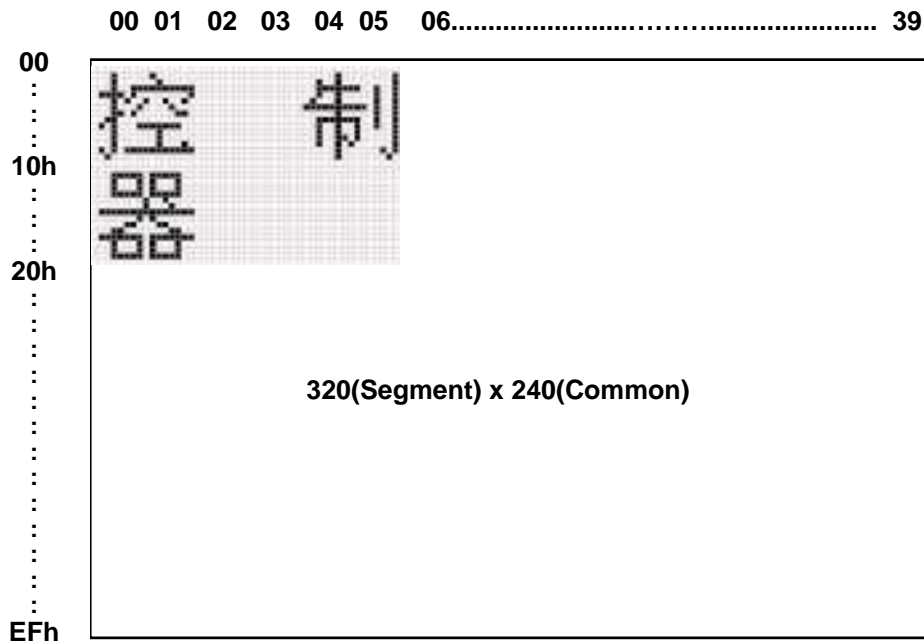 00 01 02 03 04 05 06............................………........................ 39
00
控 制
10h
器
20h
320(Segment) x 240(Common)
EFh